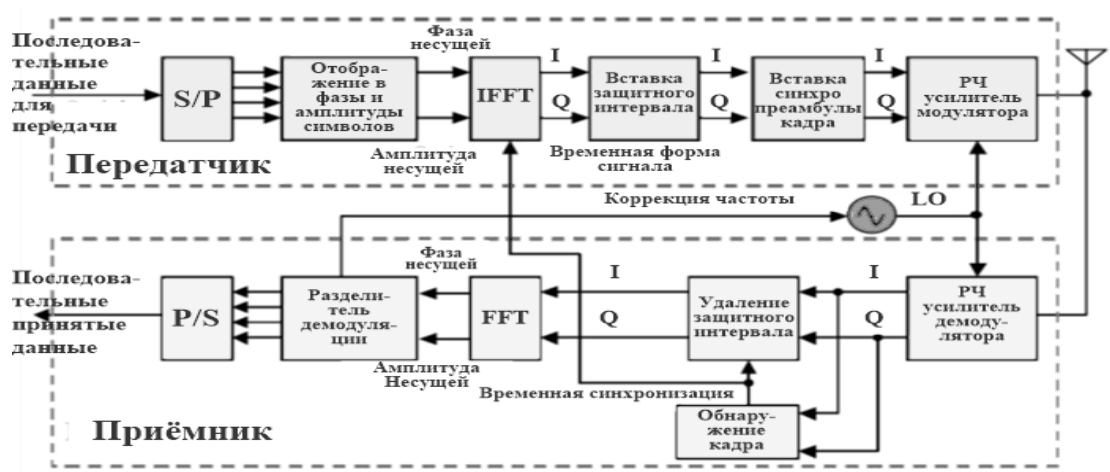 Последова-
тельные
данные
для
передачи
S/P
Отобра-
жение в
фазы и
амплитуды
символов
Фаза
несущей
Амплитуда
несущей
IFFT
I
Q
Вставка
защитного
интервала
Временная форма
сигнала
I
Q
Вставка
синхро
преамбулы
кадра
I
Q
РЧ
усилитель
модулятора
Передатчик
Коррекция частоты
LO
Последова-
тельные
принятые
данные
P/S
Раздели-
тель
демодуля-
ции
Фаза
несущей
Амплитуда
Несущей
FFT
I
Q
Удаление
защитного
интервала
I
Q
РЧ
усилитель
демоду-
лятора
Временная синхронизация
Обнару-
жение
кадра
Приёмник